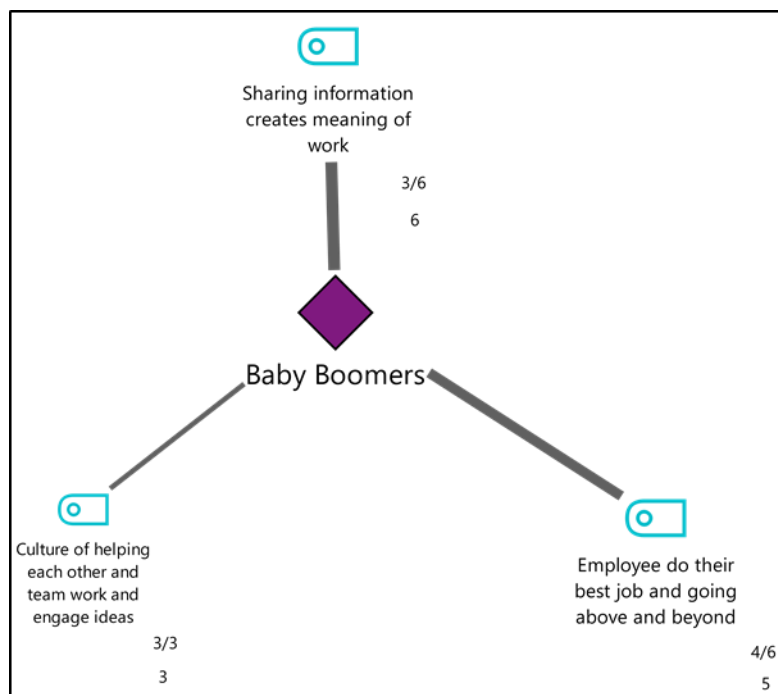 Sharing information
creates meaning of
work
3/6
6
Baby Boomers
Culture of helping
each other and
team work and
engage ideas
3/3
3
Employee do their
best job and going
above and beyond
4/6
5